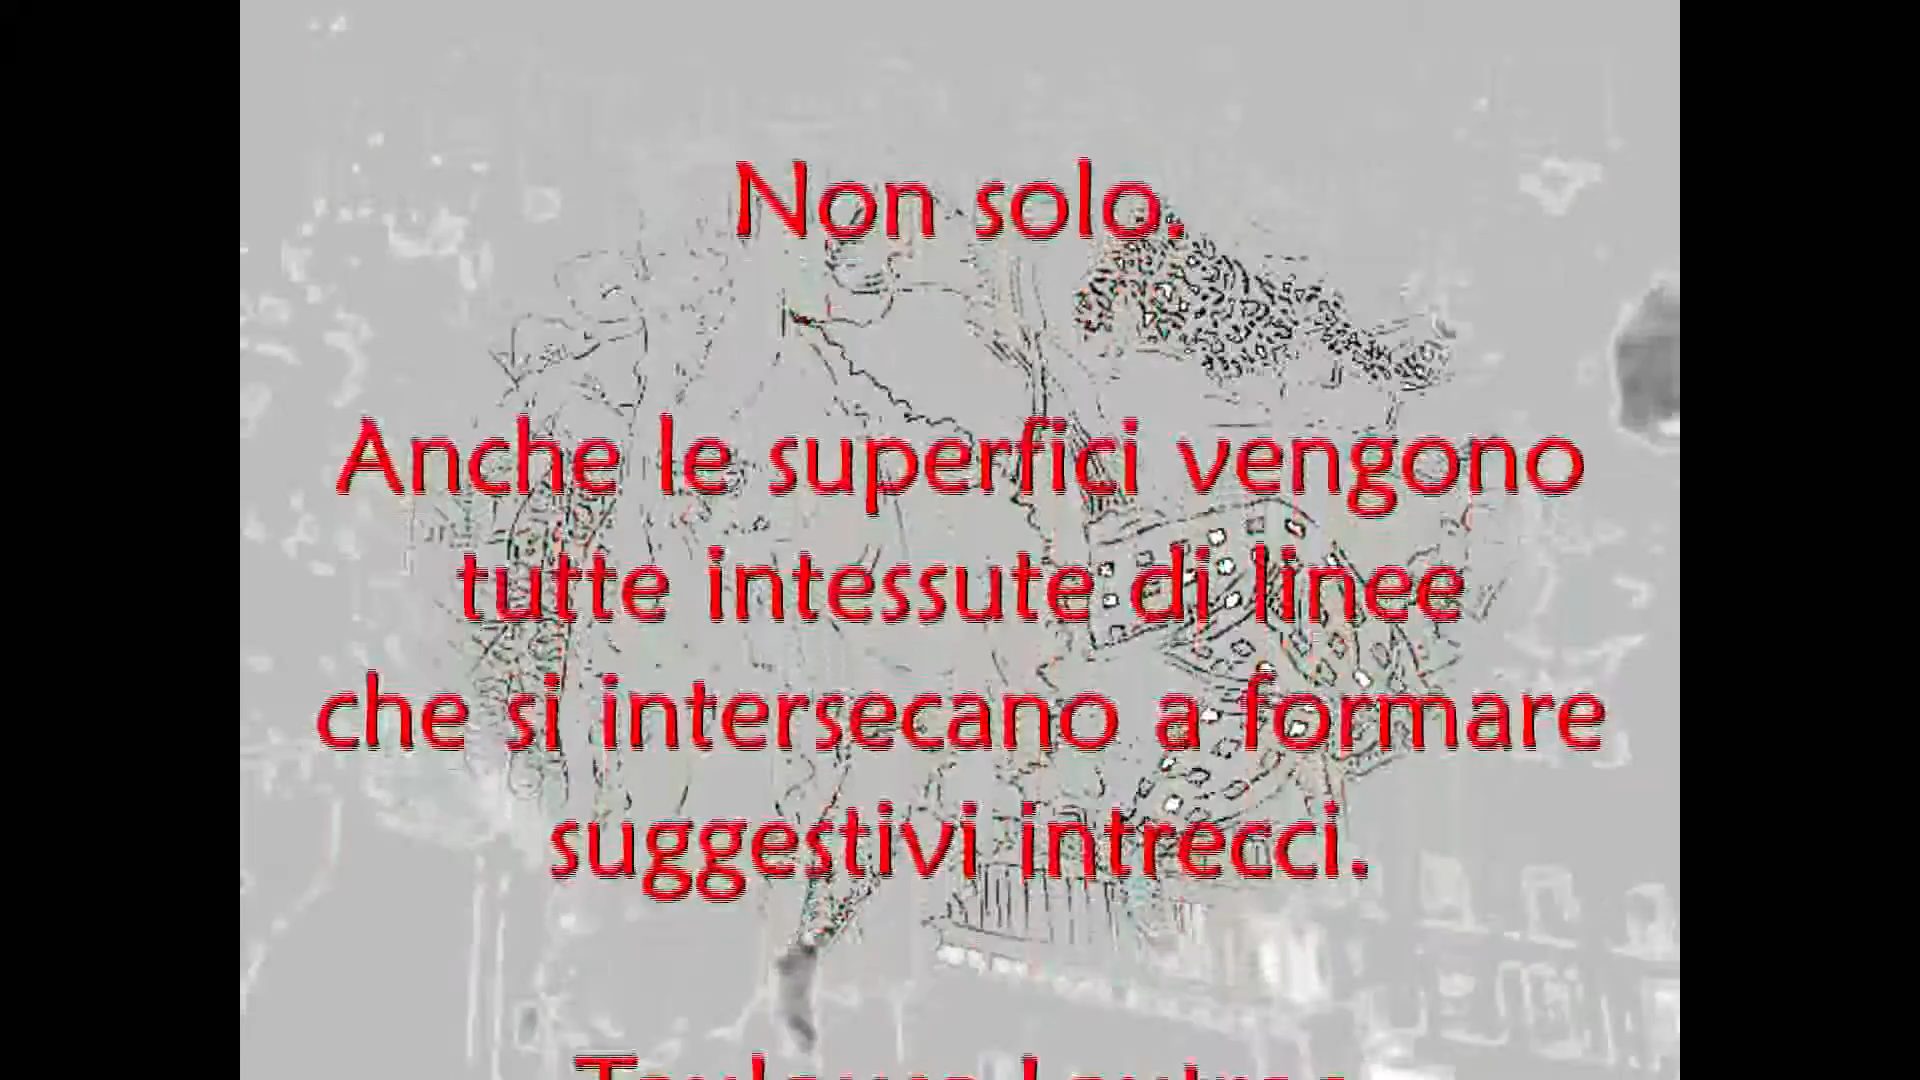 Non solo.
Anche le superfici vengono
tutte intessute di linee
che si intersecano a formare
suggestivi intrecci.